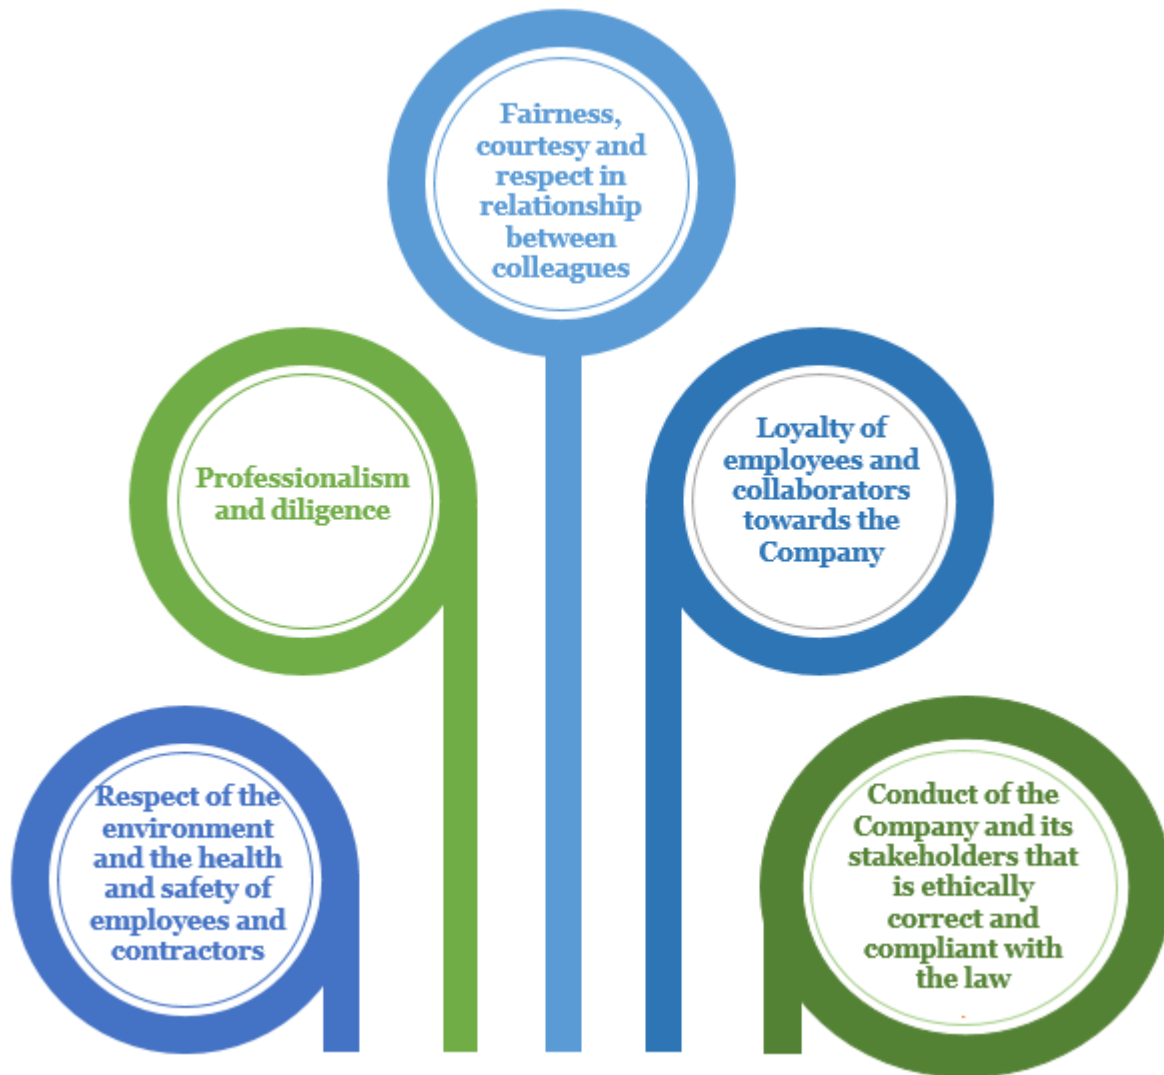 Fairness,
courtesy and
respect in
relationship
between
colleagues
Professionalism
and diligence
Loyalty of
employees and
collaborators
towards the
Company
Respect of the
environment
and the health
and safety of
employees and
contractors
Conduct of the
Company and its
stakeholders that
is ethically
correct and
compliant with
the law
.